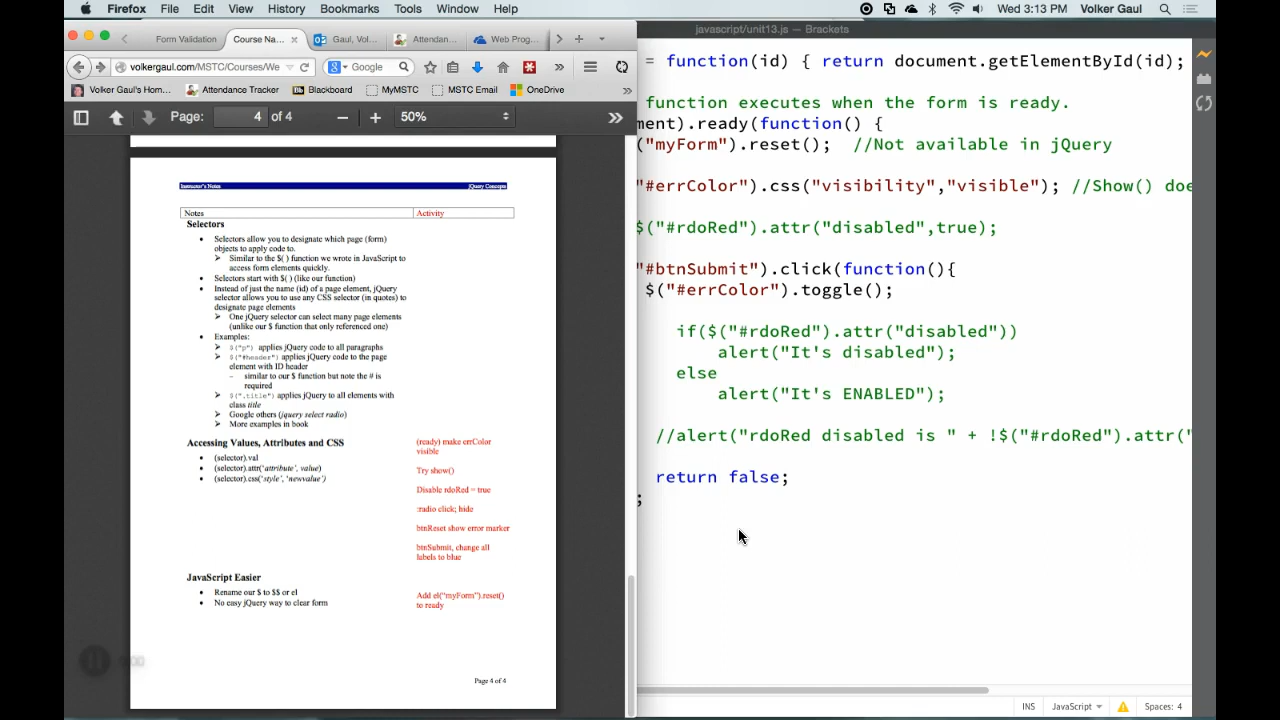 Firefox File Edit View History Bookmarks Tools Window Help Wed 3:13 PM Volker Gaul
javascript/unit13.js — Brackets
Form Validation Course Na... Gaul, Vol... Attendan... Web Prog...
volkergaul.com/MSTC/Courses/We Google
Volker Gaul's Hom... Attendance Tracker Blackboard MyMSTC MSTC Email OneDrive
Page: 4 of 4 50%
Instructor's Notes jQuery Concepts
Notes Activity
Selectors
Selectors allow you to designate which page (form)
objects to apply code to.
Similar to the $( ) function we wrote in JavaScript to
access form elements quickly.
Selectors start with $( ) (like our function)
Instead of just the name (id) of a page element, jQuery
selector allows you to use any CSS selector (in quotes) to
designate page elements
One jQuery selector can select many page elements
(unlike our $ function that only referenced one)
Examples:
$("p") applies jQuery code to all paragraphs
$("#header") applies jQuery code to the page
element with ID header
– similar to our $ function but note the # is
required
$(".title") applies jQuery to all elements with
class title
Google others (jquery select radio)
More examples in book
Accessing Values, Attributes and CSS
(selector).val
(selector).attr('attribute', value)
(selector).css('style', 'newvalue')
(ready) make errColor
visible
Try show()
Disable rdoRed = true
:radio click; hide
btnReset show error marker
btnSubmit, change all
labels to blue
JavaScript Easier
Rename our $ to $$ or el
No easy jQuery way to clear form
Add el("myForm").reset()
to ready
Page 4 of 4
= function(id) { return document.getElementById(id);
function executes when the form is ready.
ment).ready(function() {
("myForm").reset(); //Not available in jQuery
"#errColor").css("visibility","visible"); //Show() doe
$("#rdoRed").attr("disabled",true);
"#btnSubmit").click(function(){
$("#errColor").toggle();
if($("#rdoRed").attr("disabled"))
alert("It's disabled");
else
alert("It's ENABLED");
//alert("rdoRed disabled is " + !$("#rdoRed").attr("
return false;
;
INS JavaScript Spaces: 4